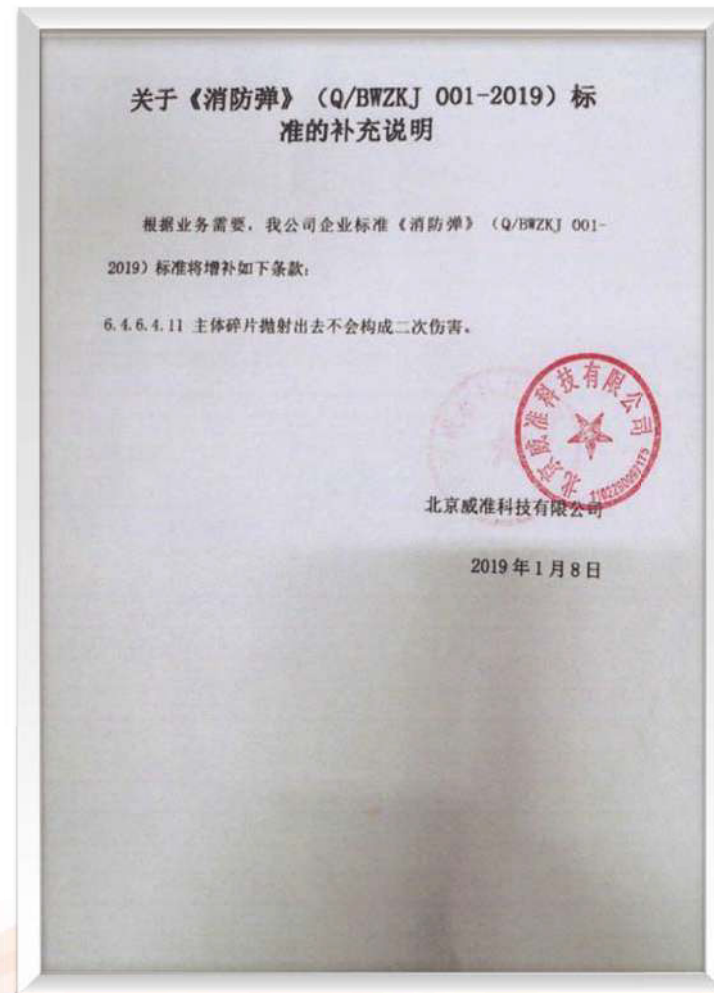 关于《消防弹》（Q/BWZKJ 001-2019）标
准的补充说明
根据业务需要，我公司企业标准《消防弹》（Q/BWZKJ 001-
2019）标准将增补如下条款：
6.4.6.4.11 主体碎片抛射出去不会构成二次伤害。
北京威准科技有限公司
北京威准科技有限公司
2019年1月8日